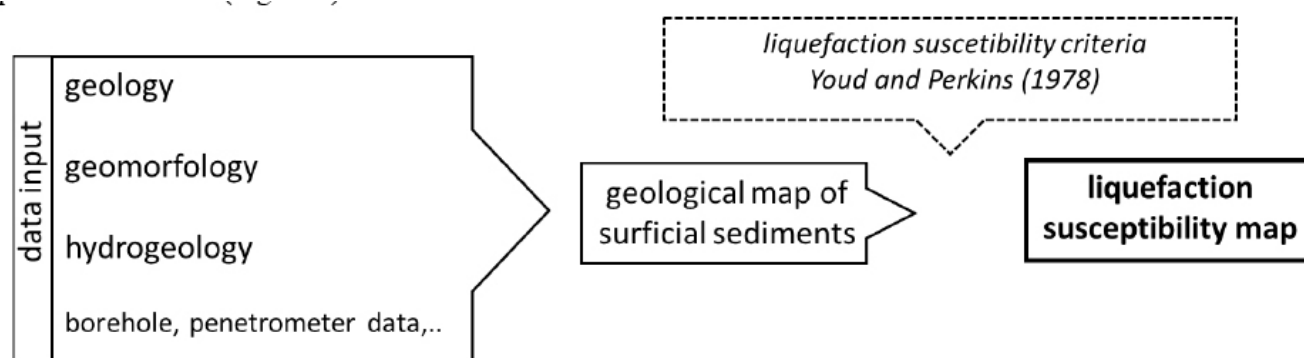 data input
geology
geomorfology
hydrogeology
borehole, penetrometer data,..
geological map of
surficial sediments
liquefaction suscetibility criteria
Youd and Perkins (1978)
liquefaction
susceptibility map